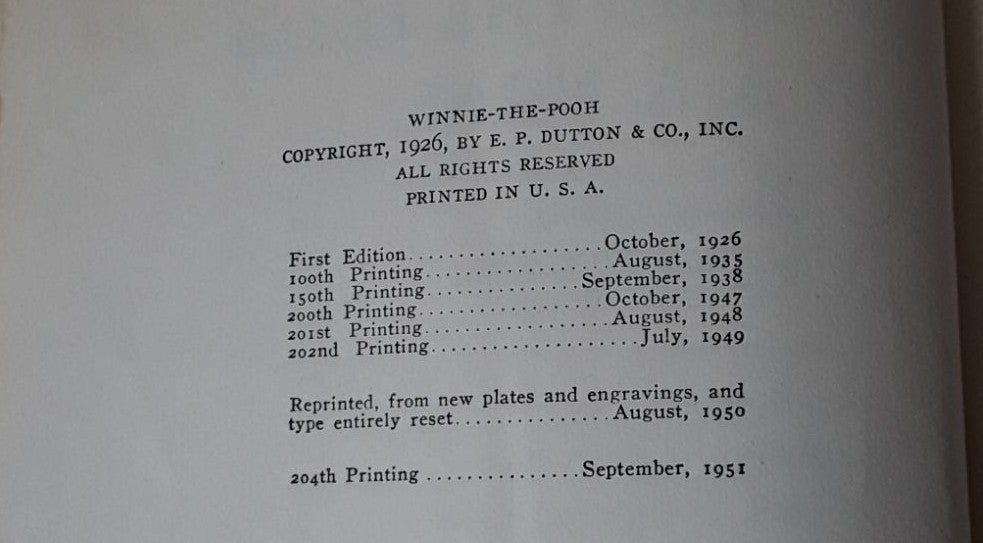 WINNIE-THE-POOH
COPYRIGHT, 1926, BY E. P. DUTTON & CO., INC.
ALL RIGHTS RESERVED
PRINTED IN U. S. A.
First Edition....................October, 1926
100th Printing...................August, 1935
150th Printing................September, 1938
200th Printing...................October, 1947
201st Printing...................August, 1948
202nd Printing.....................July, 1949
Reprinted, from new plates and engravings, and
type entirely reset................August, 1950
204th Printing ...............September, 1951